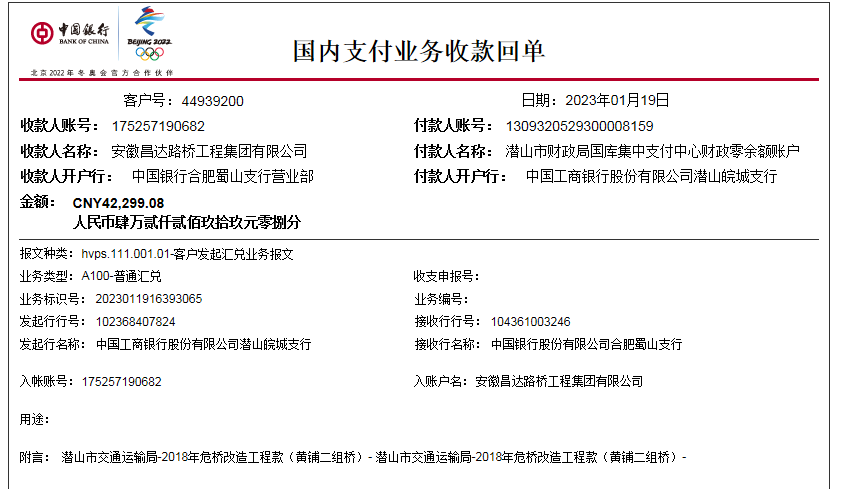 中国银行
BANK OF CHINA
BEIJING 2022
北京2022年冬奥会官方合作伙伴
国内支付业务收款回单
客户号：44939200 日期：2023年01月19日
收款人账号：175257190682 付款人账号：1309320529300008159
收款人名称：安徽昌达路桥工程集团有限公司 付款人名称：潜山市财政局国库集中支付中心财政零余额账户
收款人开户行：中国银行合肥蜀山支行营业部 付款人开户行：中国工商银行股份有限公司潜山皖城支行
金额：CNY42,299.08
人民币肆万贰仟贰佰玖拾玖元零捌分
报文种类：hvps.111.001.01-客户发起汇兑业务报文
业务类型：A100-普通汇兑 收支申报号：
业务标识号：2023011916393065 业务编号：
发起行行号：102368407824 接收行行号：104361003246
发起行名称：中国工商银行股份有限公司潜山皖城支行 接收行名称：中国银行股份有限公司合肥蜀山支行
入帐账号：175257190682 入账户名：安徽昌达路桥工程集团有限公司
用途：
附言：潜山市交通运输局-2018年危桥改造工程款（黄铺二组桥）- 潜山市交通运输局-2018年危桥改造工程款（黄铺二组桥）-